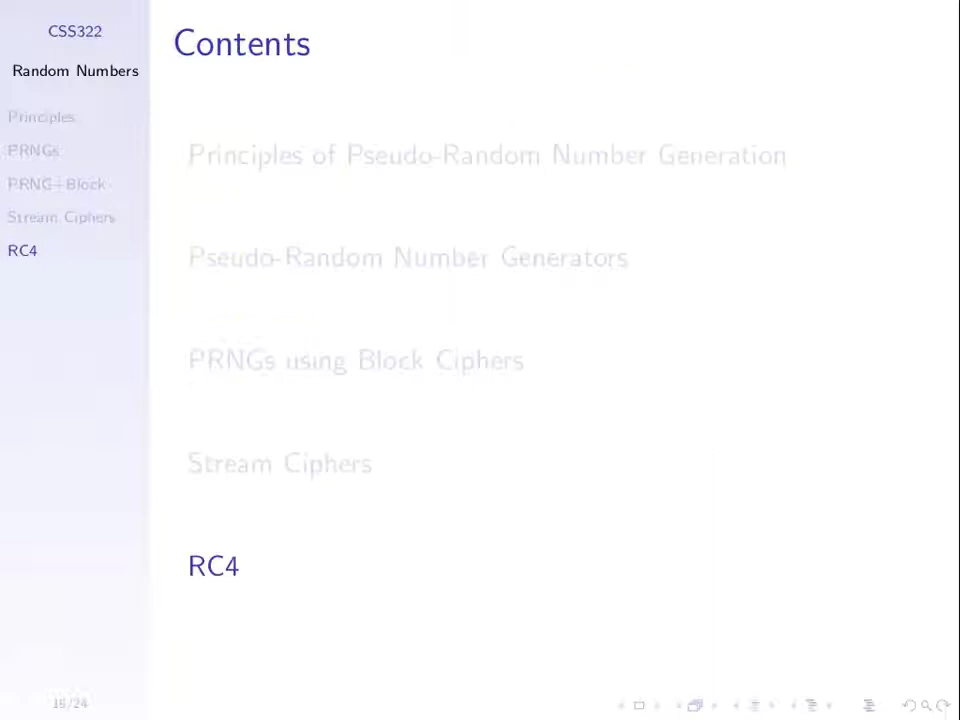 CSS322
Random Numbers
Principles
PRNGs
PRNG+Block
Stream Ciphers
RC4
Contents
Principles of Pseudo-Random Number Generation
Pseudo-Random Number Generators
PRNGs using Block Ciphers
Stream Ciphers
RC4